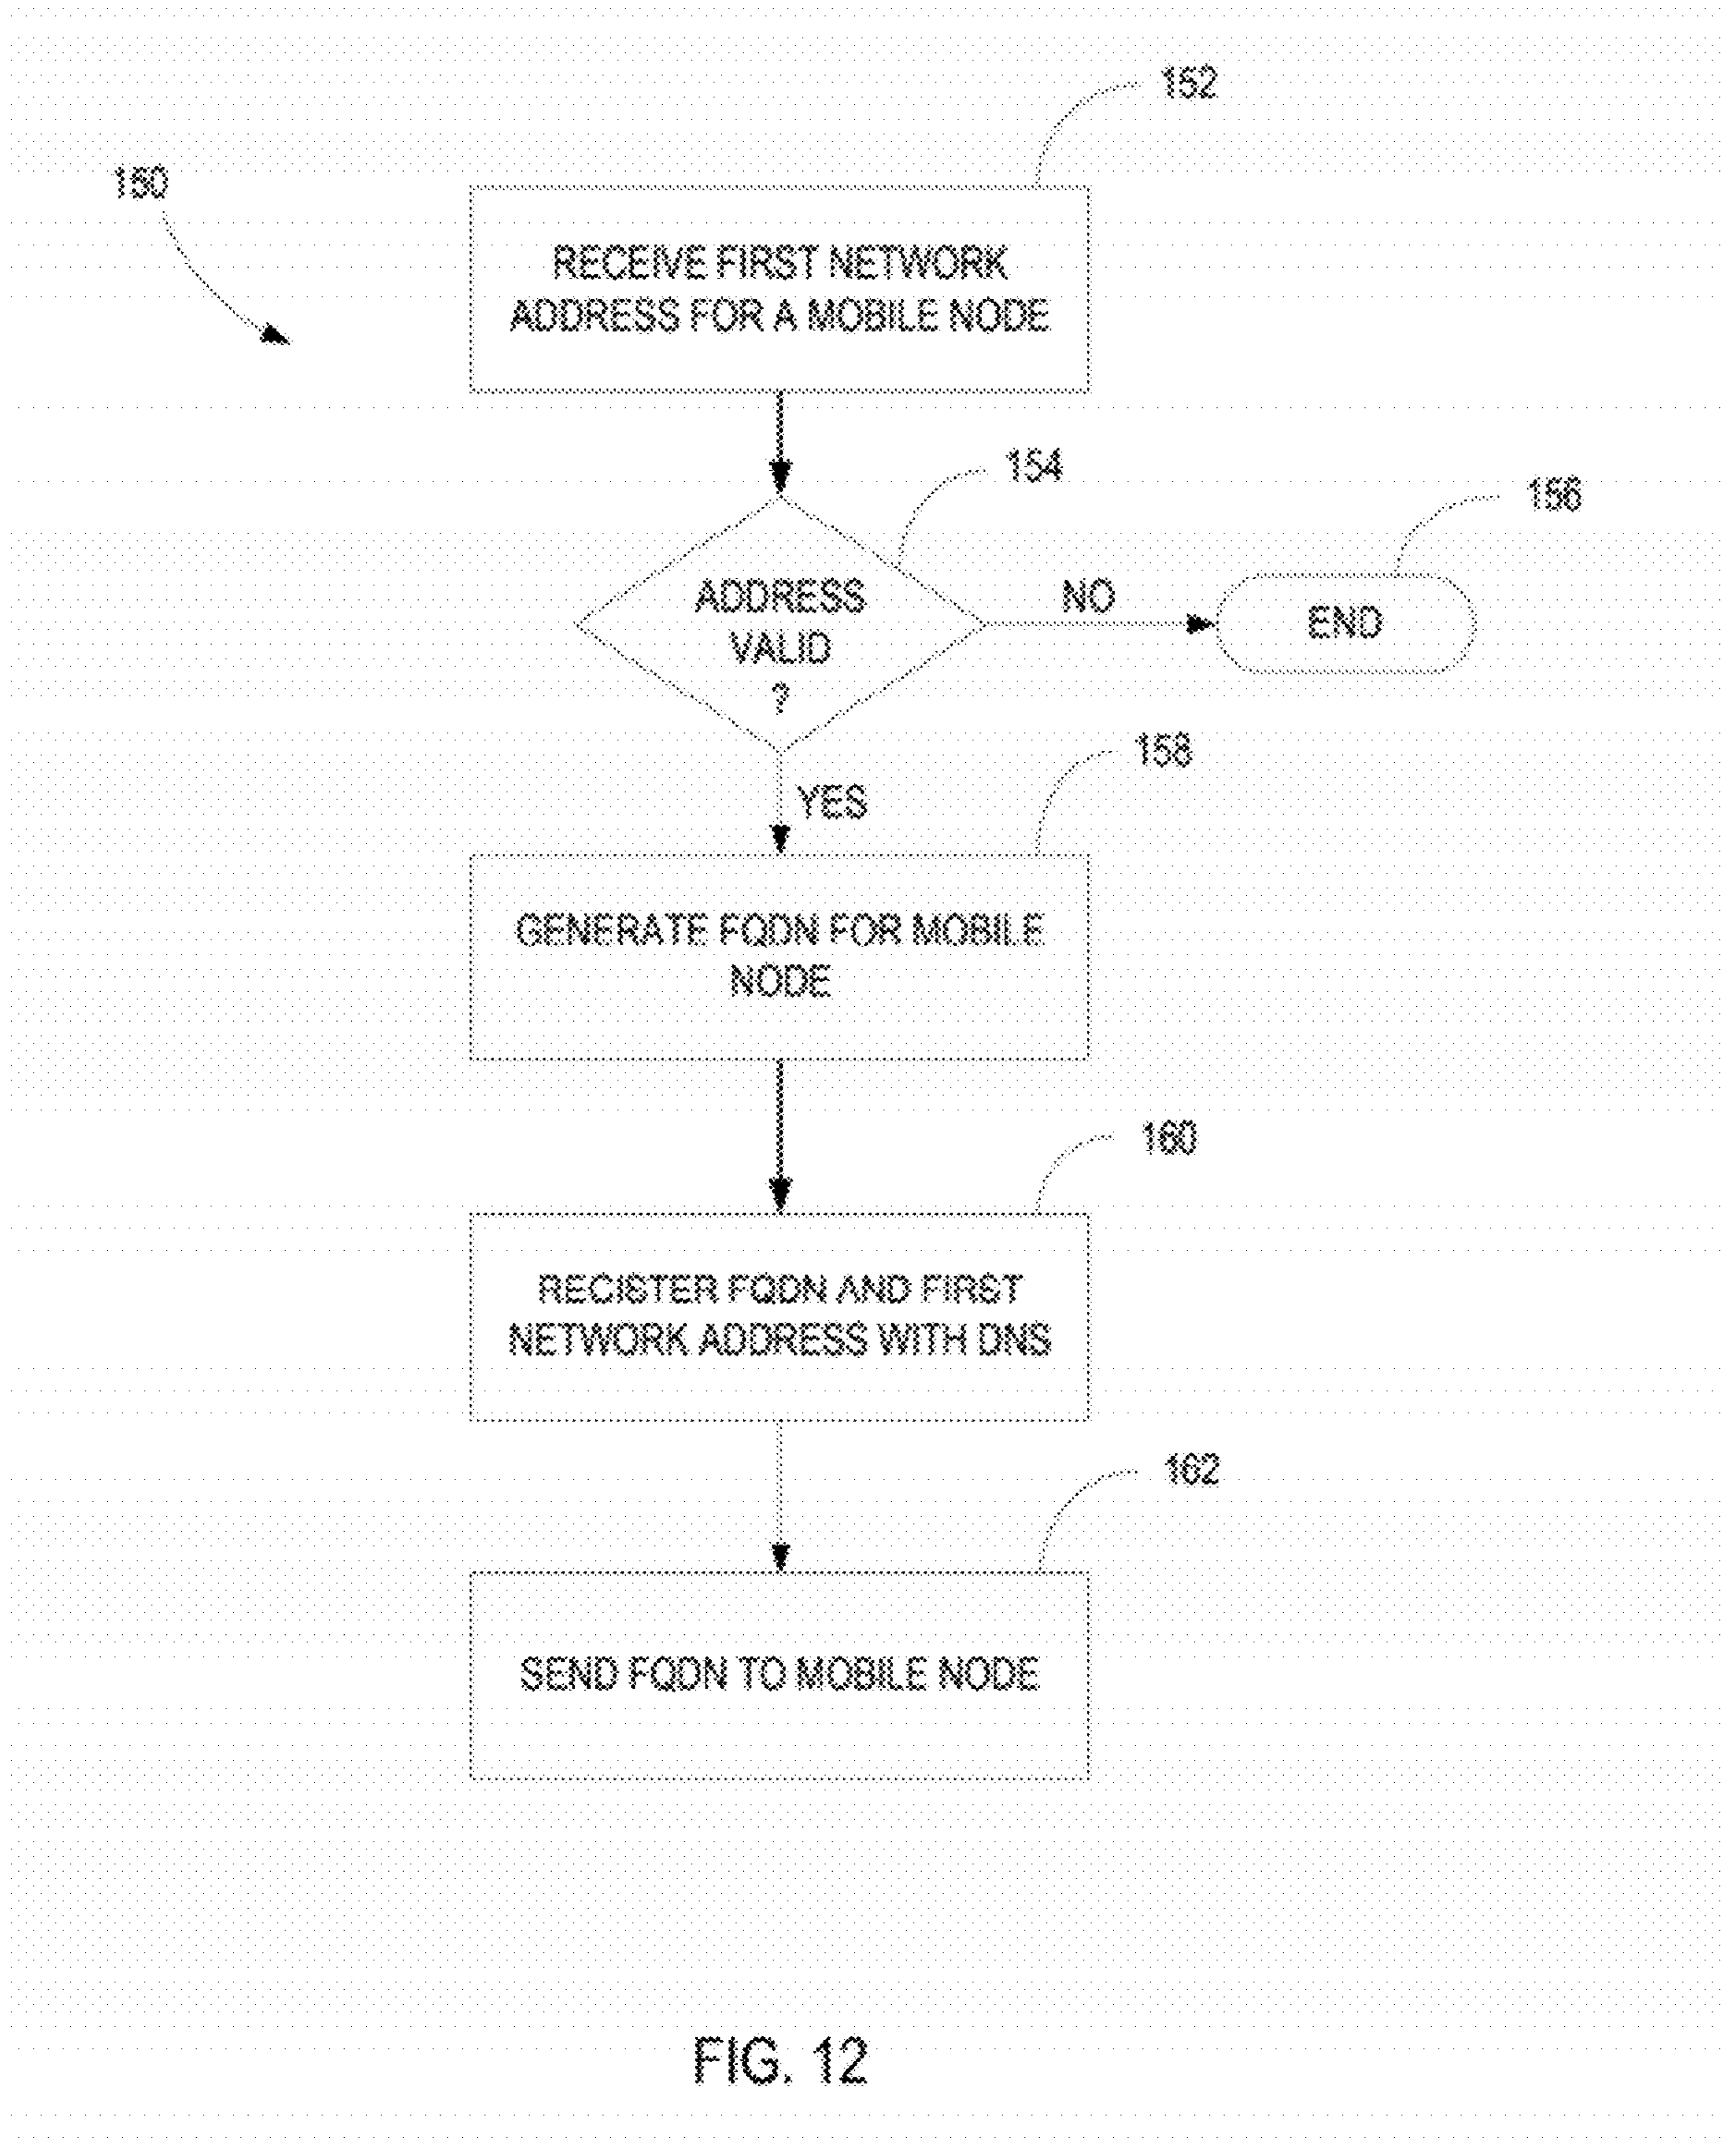 152
150
RECEIVE FIRST NETWORK
ADDRESS FOR A MOBILE NODE
154
156
ADDRESS
VALID
?
NO
END
158
YES
GENERATE FQDN FOR MOBILE
NODE
160
REGISTER FQDN AND FIRST
NETWORK ADDRESS WITH DNS
162
SEND FQDN TO MOBILE NODE
FIG. 12